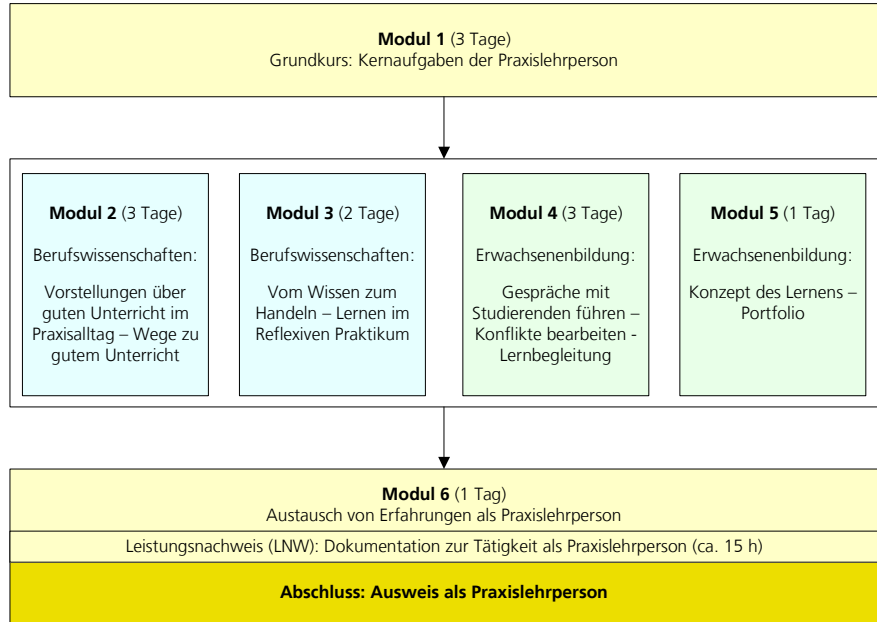 Modul 1 (3 Tage)
Grundkurs: Kernaufgaben der Praxislehrperson
Modul 2 (3 Tage)
Berufswissenschaften:
Vorstellungen über
guten Unterricht im
Praxisalltag – Wege zu
gutem Unterricht
Modul 3 (2 Tage)
Berufswissenschaften:
Vom Wissen zum
Handeln – Lernen im
Reflexiven Praktikum
Modul 4 (3 Tage)
Erwachsenenbildung:
Gespräche mit
Studierenden führen –
Konflikte bearbeiten -
Lernbegleitung
Modul 5 (1 Tag)
Erwachsenenbildung:
Konzept des Lernens –
Portfolio
Modul 6 (1 Tag)
Austausch von Erfahrungen als Praxislehrperson
Leistungsnachweis (LNW): Dokumentation zur Tätigkeit als Praxislehrperson (ca. 15 h)
Abschluss: Ausweis als Praxislehrperson